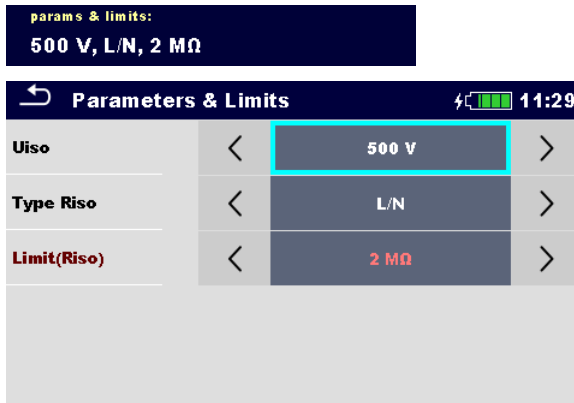 params & limits:
500 V, L/N, 2 MΩ
Parameters & Limits 11:29
Uiso 500 V
Type Riso L/N
Limit(Riso) 2 MΩ